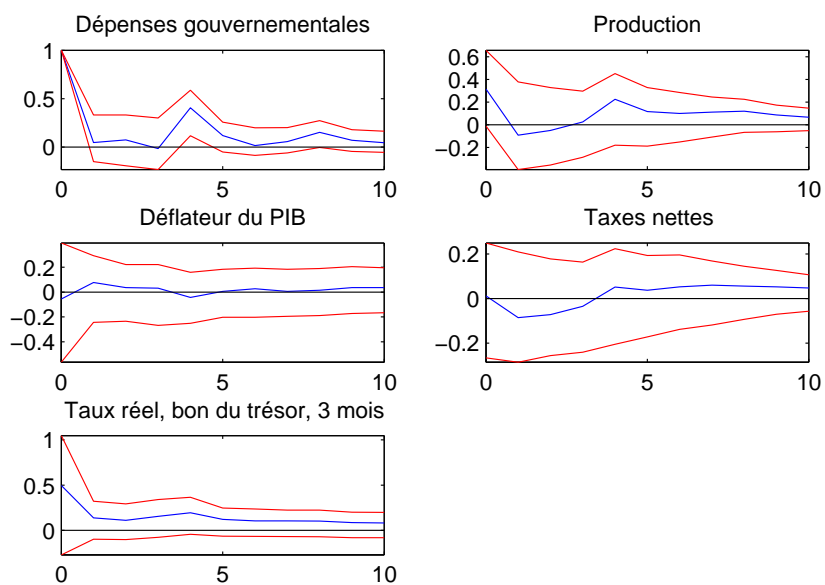 Dépenses gouvernementales
1
0.5
0
0 5 10
Production
0.6
0.4
0.2
0
−0.2
0 5 10
Déflateur du PIB
0.2
0
−0.2
−0.4
0 5 10
Taxes nettes
0.2
0
−0.2
0 5 10
Taux réel, bon du trésor, 3 mois
1
0.5
0
0 5 10